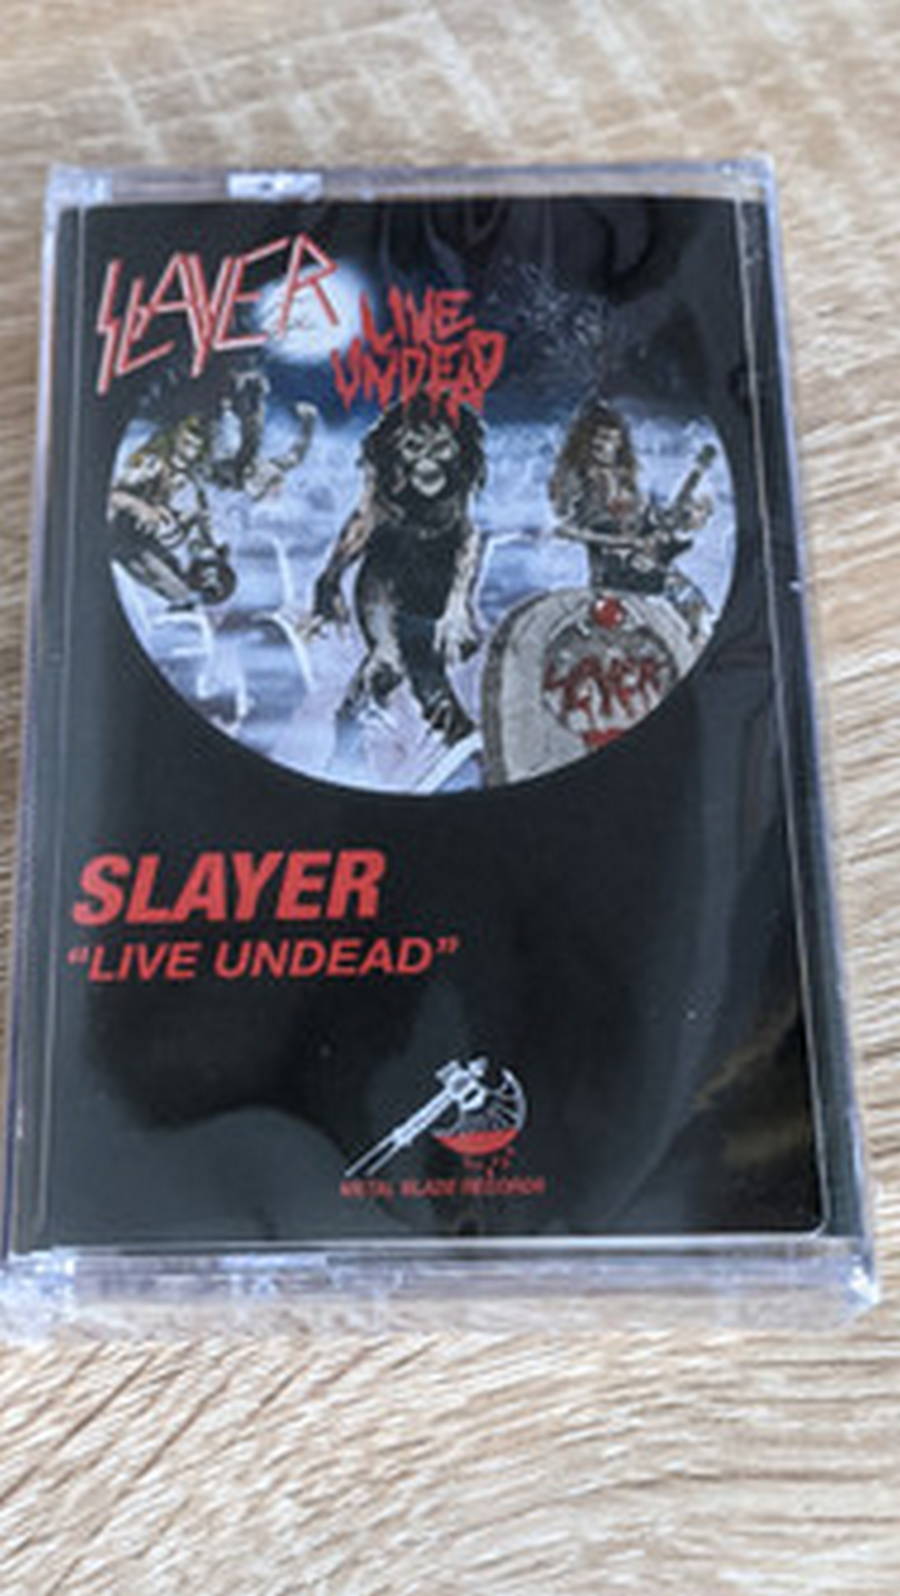 SLAYER
LIVE
UNDEAD
SLAYER
SLAYER
“LIVE UNDEAD”
METAL BLADE RECORDS